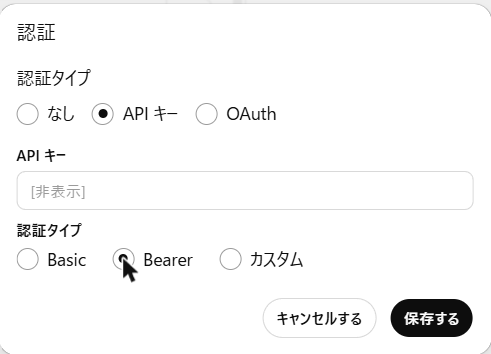 認証
認証タイプ
なし API キー OAuth
API キー
[非表示]
認証タイプ
Basic Bearer カスタム
キャンセルする 保存する